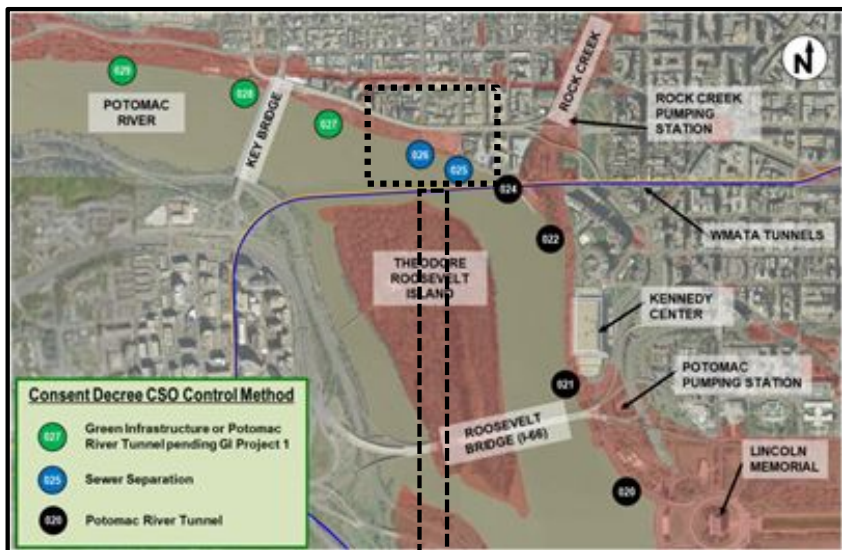 029
028
027
026
025
024
022
021
020
POTOMAC
RIVER
KEY BRIDGE
ROCK CREEK
N
ROCK CREEK
PUMPING
STATION
WMATA TUNNELS
THEODORE
ROOSEVELT
ISLAND
KENNEDY
CENTER
POTOMAC
PUMPING STATION
ROOSEVELT
BRIDGE (I-66)
LINCOLN
MEMORIAL
Consent Decree CSO Control Method
027
Green Infrastructure or Potomac
River Tunnel pending GI Project 1
025
Sewer Separation
020
Potomac River Tunnel